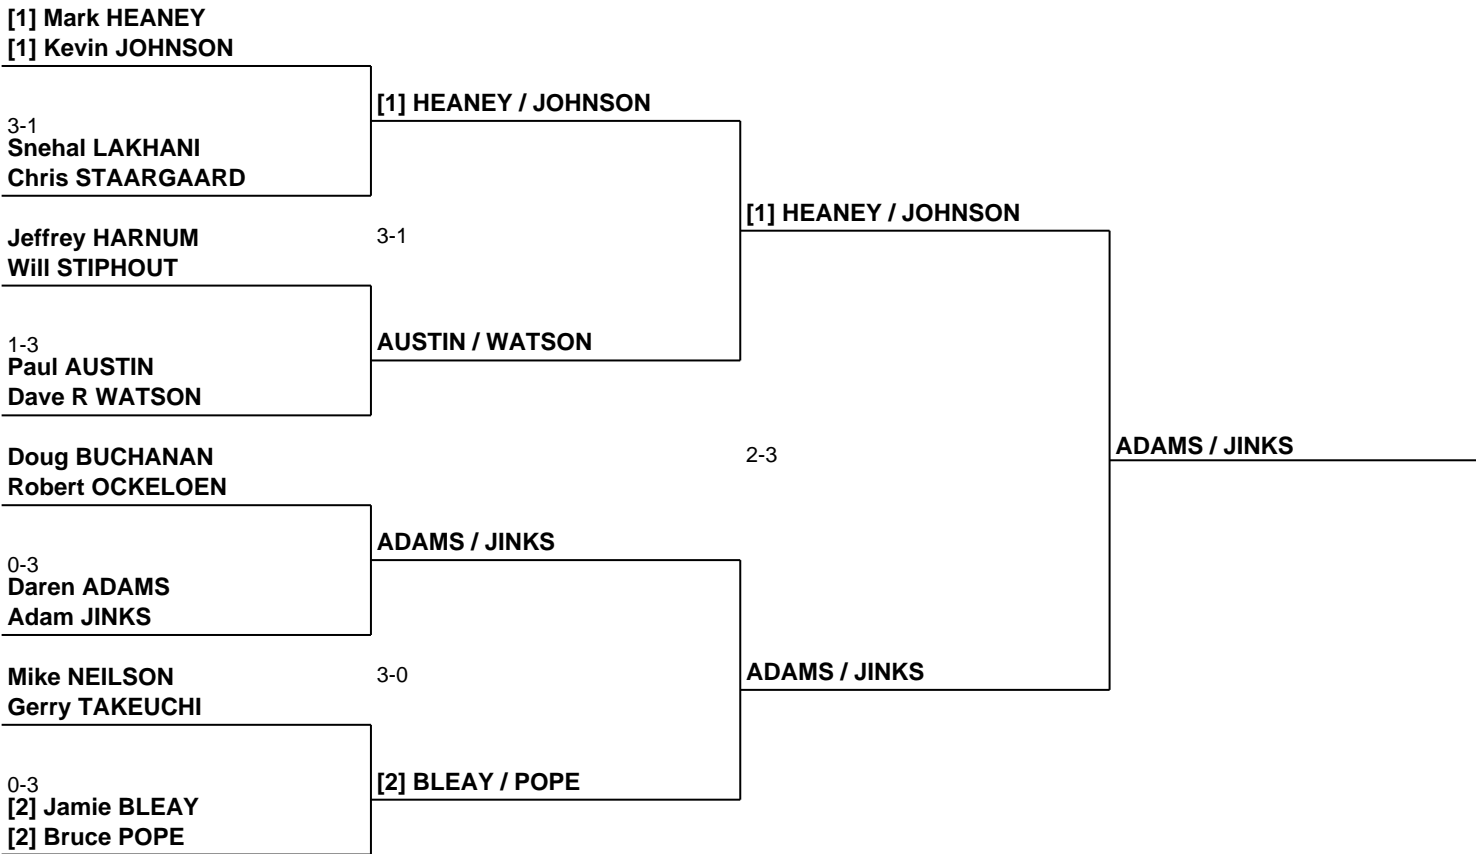 [1] Mark HEANEY
[1] Kevin JOHNSON
[1] HEANEY / JOHNSON
3-1
Snehal LAKHANI
Chris STAARGAARD
[1] HEANEY / JOHNSON
Jeffrey HARNUM
3-1
Will STIPHOUT
AUSTIN / WATSON
1-3
Paul AUSTIN
Dave R WATSON
ADAMS / JINKS
Doug BUCHANAN
2-3
Robert OCKELOEN
ADAMS / JINKS
0-3
Daren ADAMS
Adam JINKS
ADAMS / JINKS
Mike NEILSON
3-0
Gerry TAKEUCHI
[2] BLEAY / POPE
0-3
[2] Jamie BLEAY
[2] Bruce POPE